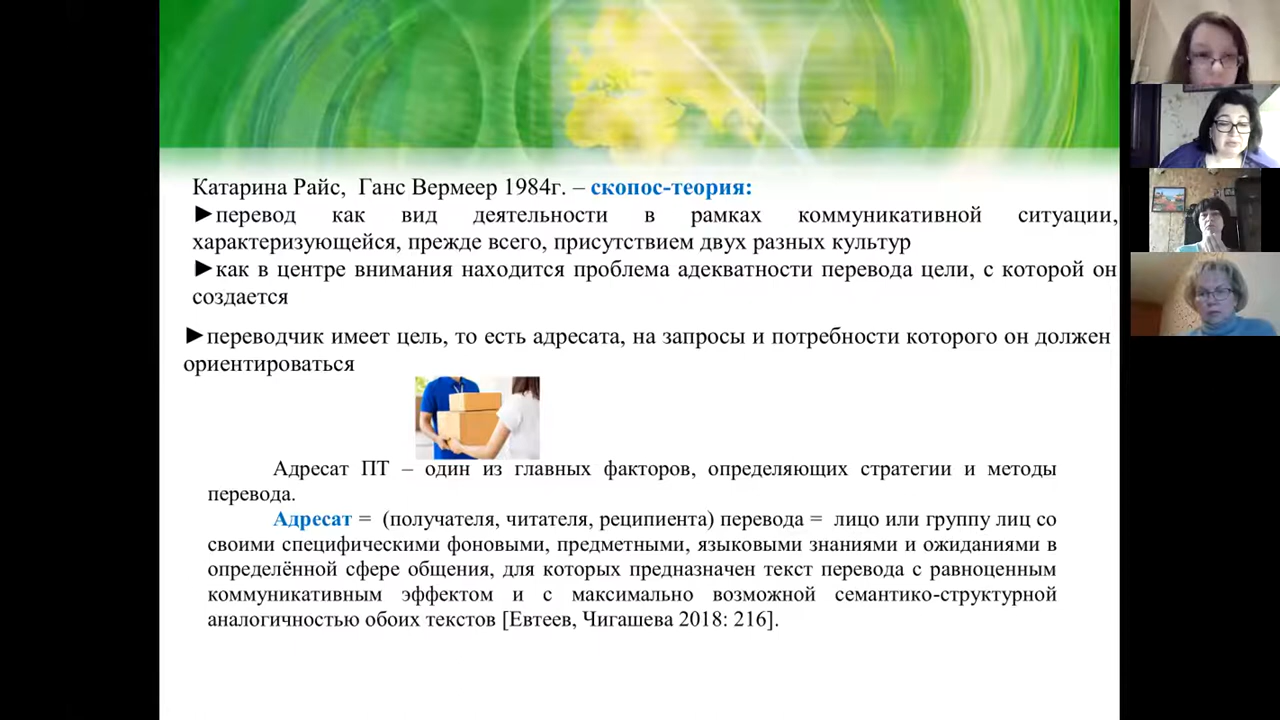 Катарина Райс, Ганс Вермеер 1984г. – скопос-теория:
►перевод как вид деятельности в рамках коммуникативной ситуации,
характеризующейся, прежде всего, присутствием двух разных культур
►как в центре внимания находится проблема адекватности перевода цели, с которой он
создается
►переводчик имеет цель, то есть адресата, на запросы и потребности которого он должен
ориентироваться
Адресат ПТ – один из главных факторов, определяющих стратегии и методы
перевода.
Адресат = (получателя, читателя, реципиента) перевода = лицо или группу лиц со
своими специфическими фоновыми, предметными, языковыми знаниями и ожиданиями в
определённой сфере общения, для которых предназначен текст перевода с равноценным
коммуникативным эффектом и с максимально возможной семантико-структурной
аналогичностью обоих текстов [Евтеев, Чигашева 2018: 216].